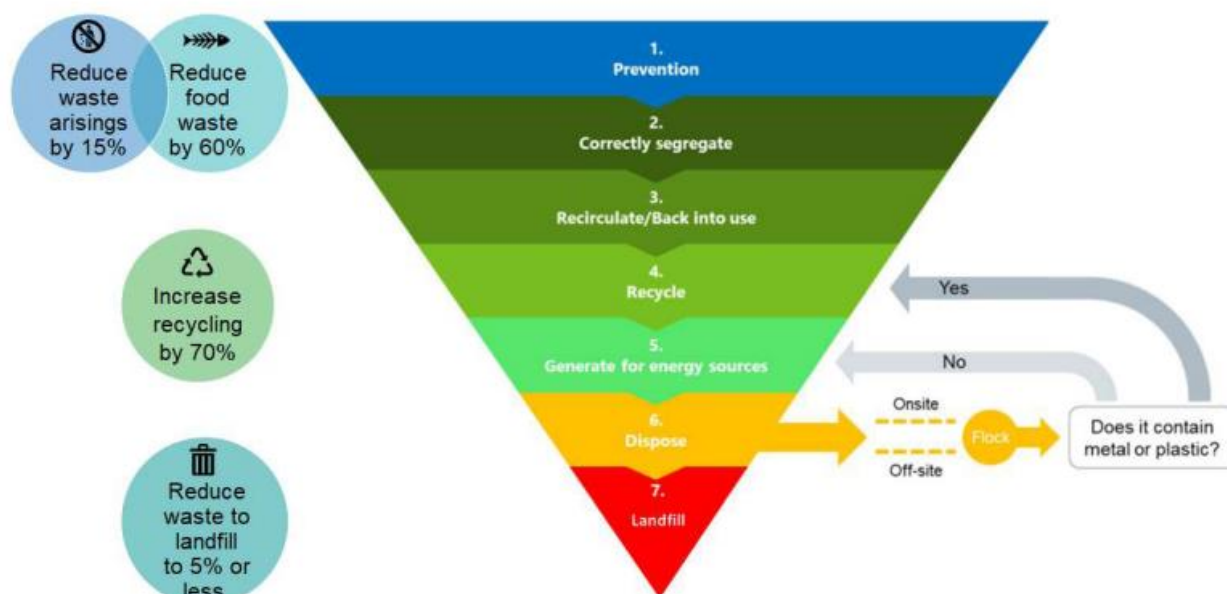 Reduce
waste
arisings
by 15%
Reduce
food
waste
by 60%
1.
Prevention
2.
Correctly segregate
3.
Recirculate/Back into use
Increase
recycling
by 70%
4.
Recycle
Yes
5.
Generate for energy sources
No
6.
Dispose
Onsite
Off-site
Flock
Does it contain
metal or plastic?
Reduce
waste to
landfill
to 5% or
less
7.
Landfill